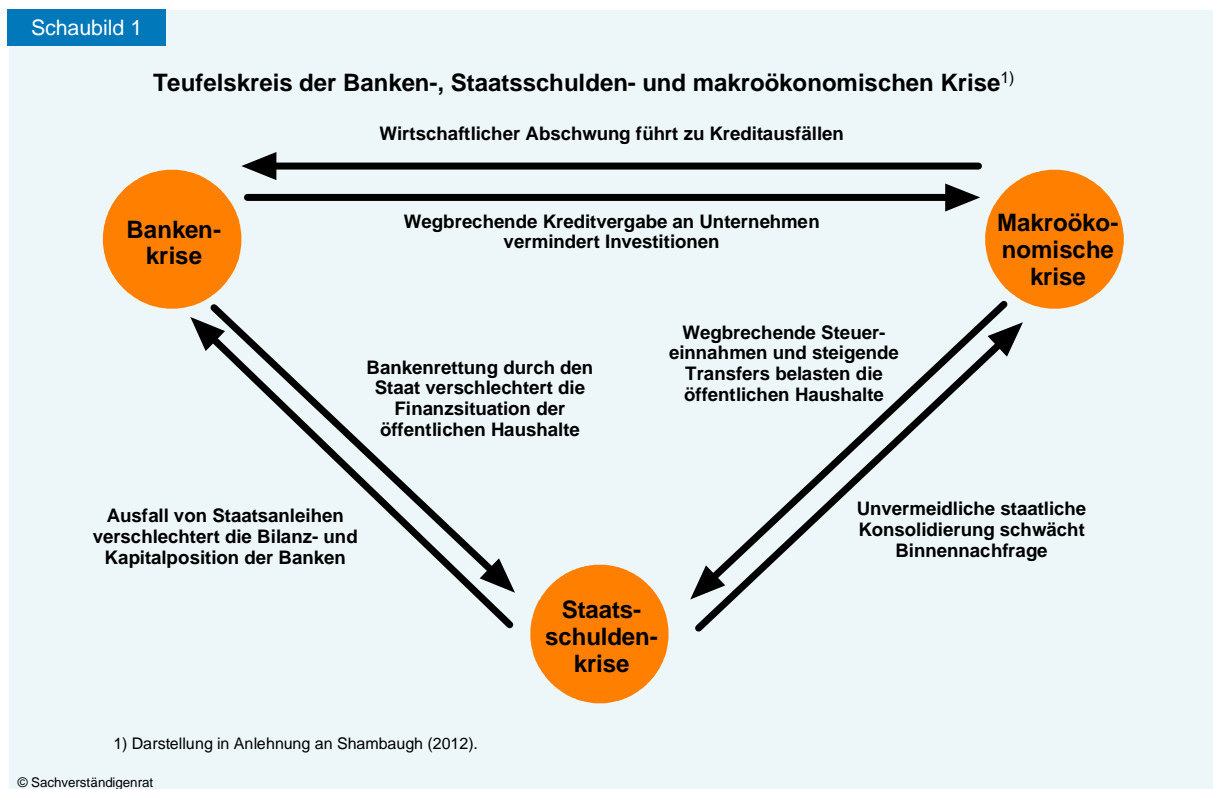 Schaubild 1
Teufelskreis der Banken-, Staatsschulden- und makroökonomischen Krise1)
Wirtschaftlicher Abschwung führt zu Kreditausfällen
Wegbrechende Kreditvergabe an Unternehmen
vermindert Investitionen
Banken-
krise
Makroöko-
nomische
krise
Wegbrechende Steuer-
einnahmen und steigende
Transfers belasten die
öffentlichen Haushalte
Bankenrettung durch den
Staat verschlechtert die
Finanzsituation der
öffentlichen Haushalte
Ausfall von Staatsanleihen
verschlechtert die Bilanz- und
Kapitalposition der Banken
Unvermeidliche staatliche
Konsolidierung schwächt
Binnennachfrage
Staats-
schulden-
krise
1) Darstellung in Anlehnung an Shambaugh (2012).
© Sachverständigenrat